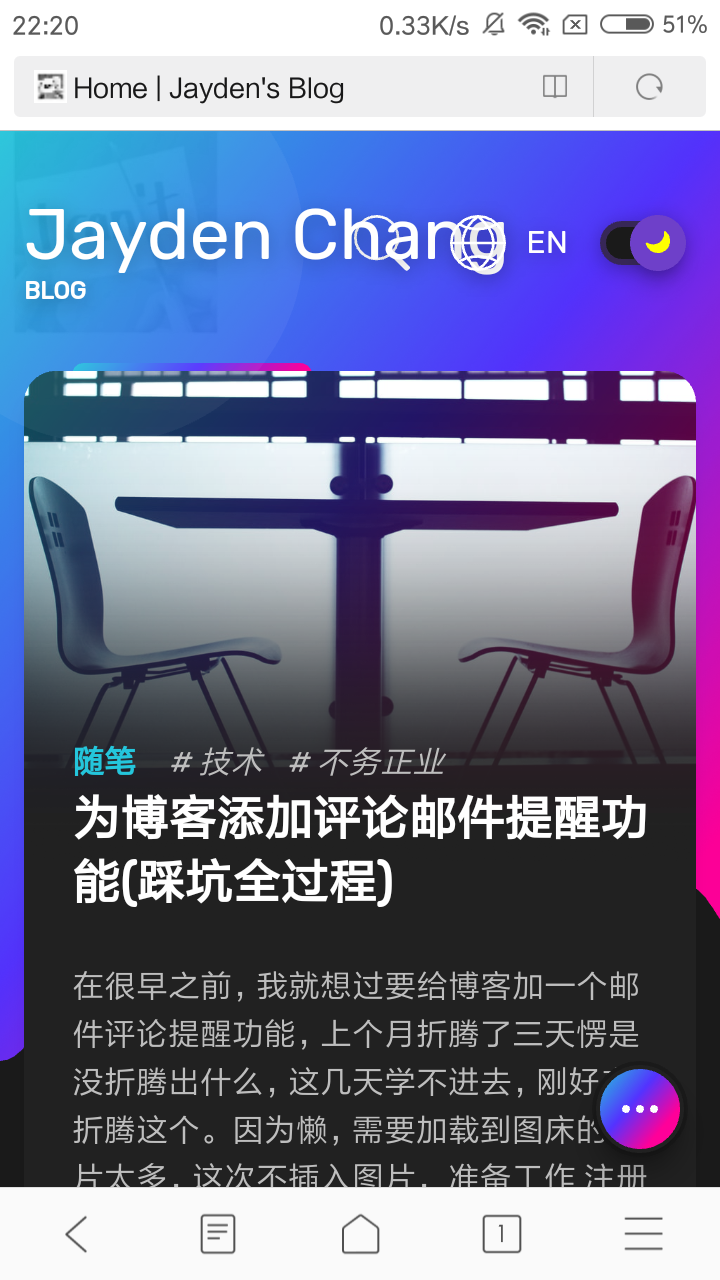 22:20 0.33K/s 51%
Home | Jayden's Blog
Jayden Chang EN
BLOG
随笔 # 技术 # 不务正业
为博客添加评论邮件提醒功
能(踩坑全过程)
在很早之前，我就想过要给博客加一个邮
件评论提醒功能，上个月折腾了三天愣是
没折腾出什么，这几天学不进去，刚好
折腾这个。因为懒，需要加载到图床的
片太多，这次不插入图片，准备工作 注册
1